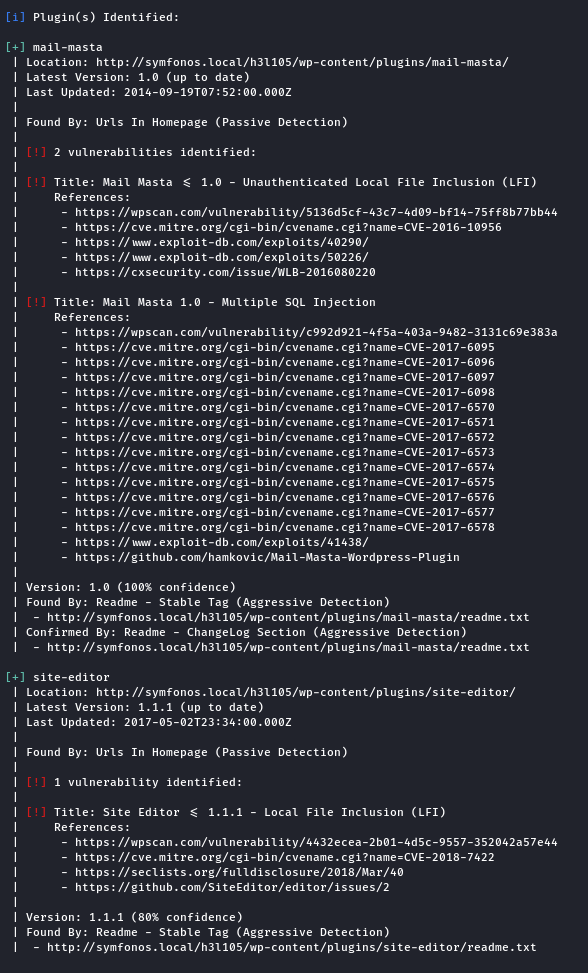 [i] Plugin(s) Identified:

[+] mail-masta
 | Location: http://symfonos.local/h3l105/wp-content/plugins/mail-masta/
 | Latest Version: 1.0 (up to date)
 | Last Updated: 2014-09-19T07:52:00.000Z
 |
 | Found By: Urls In Homepage (Passive Detection)
 |
 | [!] 2 vulnerabilities identified:
 |
 | [!] Title: Mail Masta ≤ 1.0 - Unauthenticated Local File Inclusion (LFI)
 |     References:
 |      - https://wpscan.com/vulnerability/5136d5cf-43c7-4d09-bf14-75ff8b77bb44
 |      - https://cve.mitre.org/cgi-bin/cvename.cgi?name=CVE-2016-10956
 |      - https://www.exploit-db.com/exploits/40290/
 |      - https://www.exploit-db.com/exploits/50226/
 |      - https://cxsecurity.com/issue/WLB-2016080220
 |
 | [!] Title: Mail Masta 1.0 - Multiple SQL Injection
 |     References:
 |      - https://wpscan.com/vulnerability/c992d921-4f5a-403a-9482-3131c69e383a
 |      - https://cve.mitre.org/cgi-bin/cvename.cgi?name=CVE-2017-6095
 |      - https://cve.mitre.org/cgi-bin/cvename.cgi?name=CVE-2017-6096
 |      - https://cve.mitre.org/cgi-bin/cvename.cgi?name=CVE-2017-6097
 |      - https://cve.mitre.org/cgi-bin/cvename.cgi?name=CVE-2017-6098
 |      - https://cve.mitre.org/cgi-bin/cvename.cgi?name=CVE-2017-6570
 |      - https://cve.mitre.org/cgi-bin/cvename.cgi?name=CVE-2017-6571
 |      - https://cve.mitre.org/cgi-bin/cvename.cgi?name=CVE-2017-6572
 |      - https://cve.mitre.org/cgi-bin/cvename.cgi?name=CVE-2017-6573
 |      - https://cve.mitre.org/cgi-bin/cvename.cgi?name=CVE-2017-6574
 |      - https://cve.mitre.org/cgi-bin/cvename.cgi?name=CVE-2017-6575
 |      - https://cve.mitre.org/cgi-bin/cvename.cgi?name=CVE-2017-6576
 |      - https://cve.mitre.org/cgi-bin/cvename.cgi?name=CVE-2017-6577
 |      - https://cve.mitre.org/cgi-bin/cvename.cgi?name=CVE-2017-6578
 |      - https://www.exploit-db.com/exploits/41438/
 |      - https://github.com/hamkovic/Mail-Masta-Wordpress-Plugin
 |
 | Version: 1.0 (100% confidence)
 | Found By: Readme - Stable Tag (Aggressive Detection)
 |  - http://symfonos.local/h3l105/wp-content/plugins/mail-masta/readme.txt
 | Confirmed By: Readme - ChangeLog Section (Aggressive Detection)
 |  - http://symfonos.local/h3l105/wp-content/plugins/mail-masta/readme.txt

[+] site-editor
 | Location: http://symfonos.local/h3l105/wp-content/plugins/site-editor/
 | Latest Version: 1.1.1 (up to date)
 | Last Updated: 2017-05-02T23:34:00.000Z
 |
 | Found By: Urls In Homepage (Passive Detection)
 |
 | [!] 1 vulnerability identified:
 |
 | [!] Title: Site Editor ≤ 1.1.1 - Local File Inclusion (LFI)
 |     References:
 |      - https://wpscan.com/vulnerability/4432ecea-2b01-4d5c-9557-352042a57e44
 |      - https://cve.mitre.org/cgi-bin/cvename.cgi?name=CVE-2018-7422
 |      - https://seclists.org/fulldisclosure/2018/Mar/40
 |      - https://github.com/SiteEditor/editor/issues/2
 |
 | Version: 1.1.1 (80% confidence)
 | Found By: Readme - Stable Tag (Aggressive Detection)
 |  - http://symfonos.local/h3l105/wp-content/plugins/site-editor/readme.txt